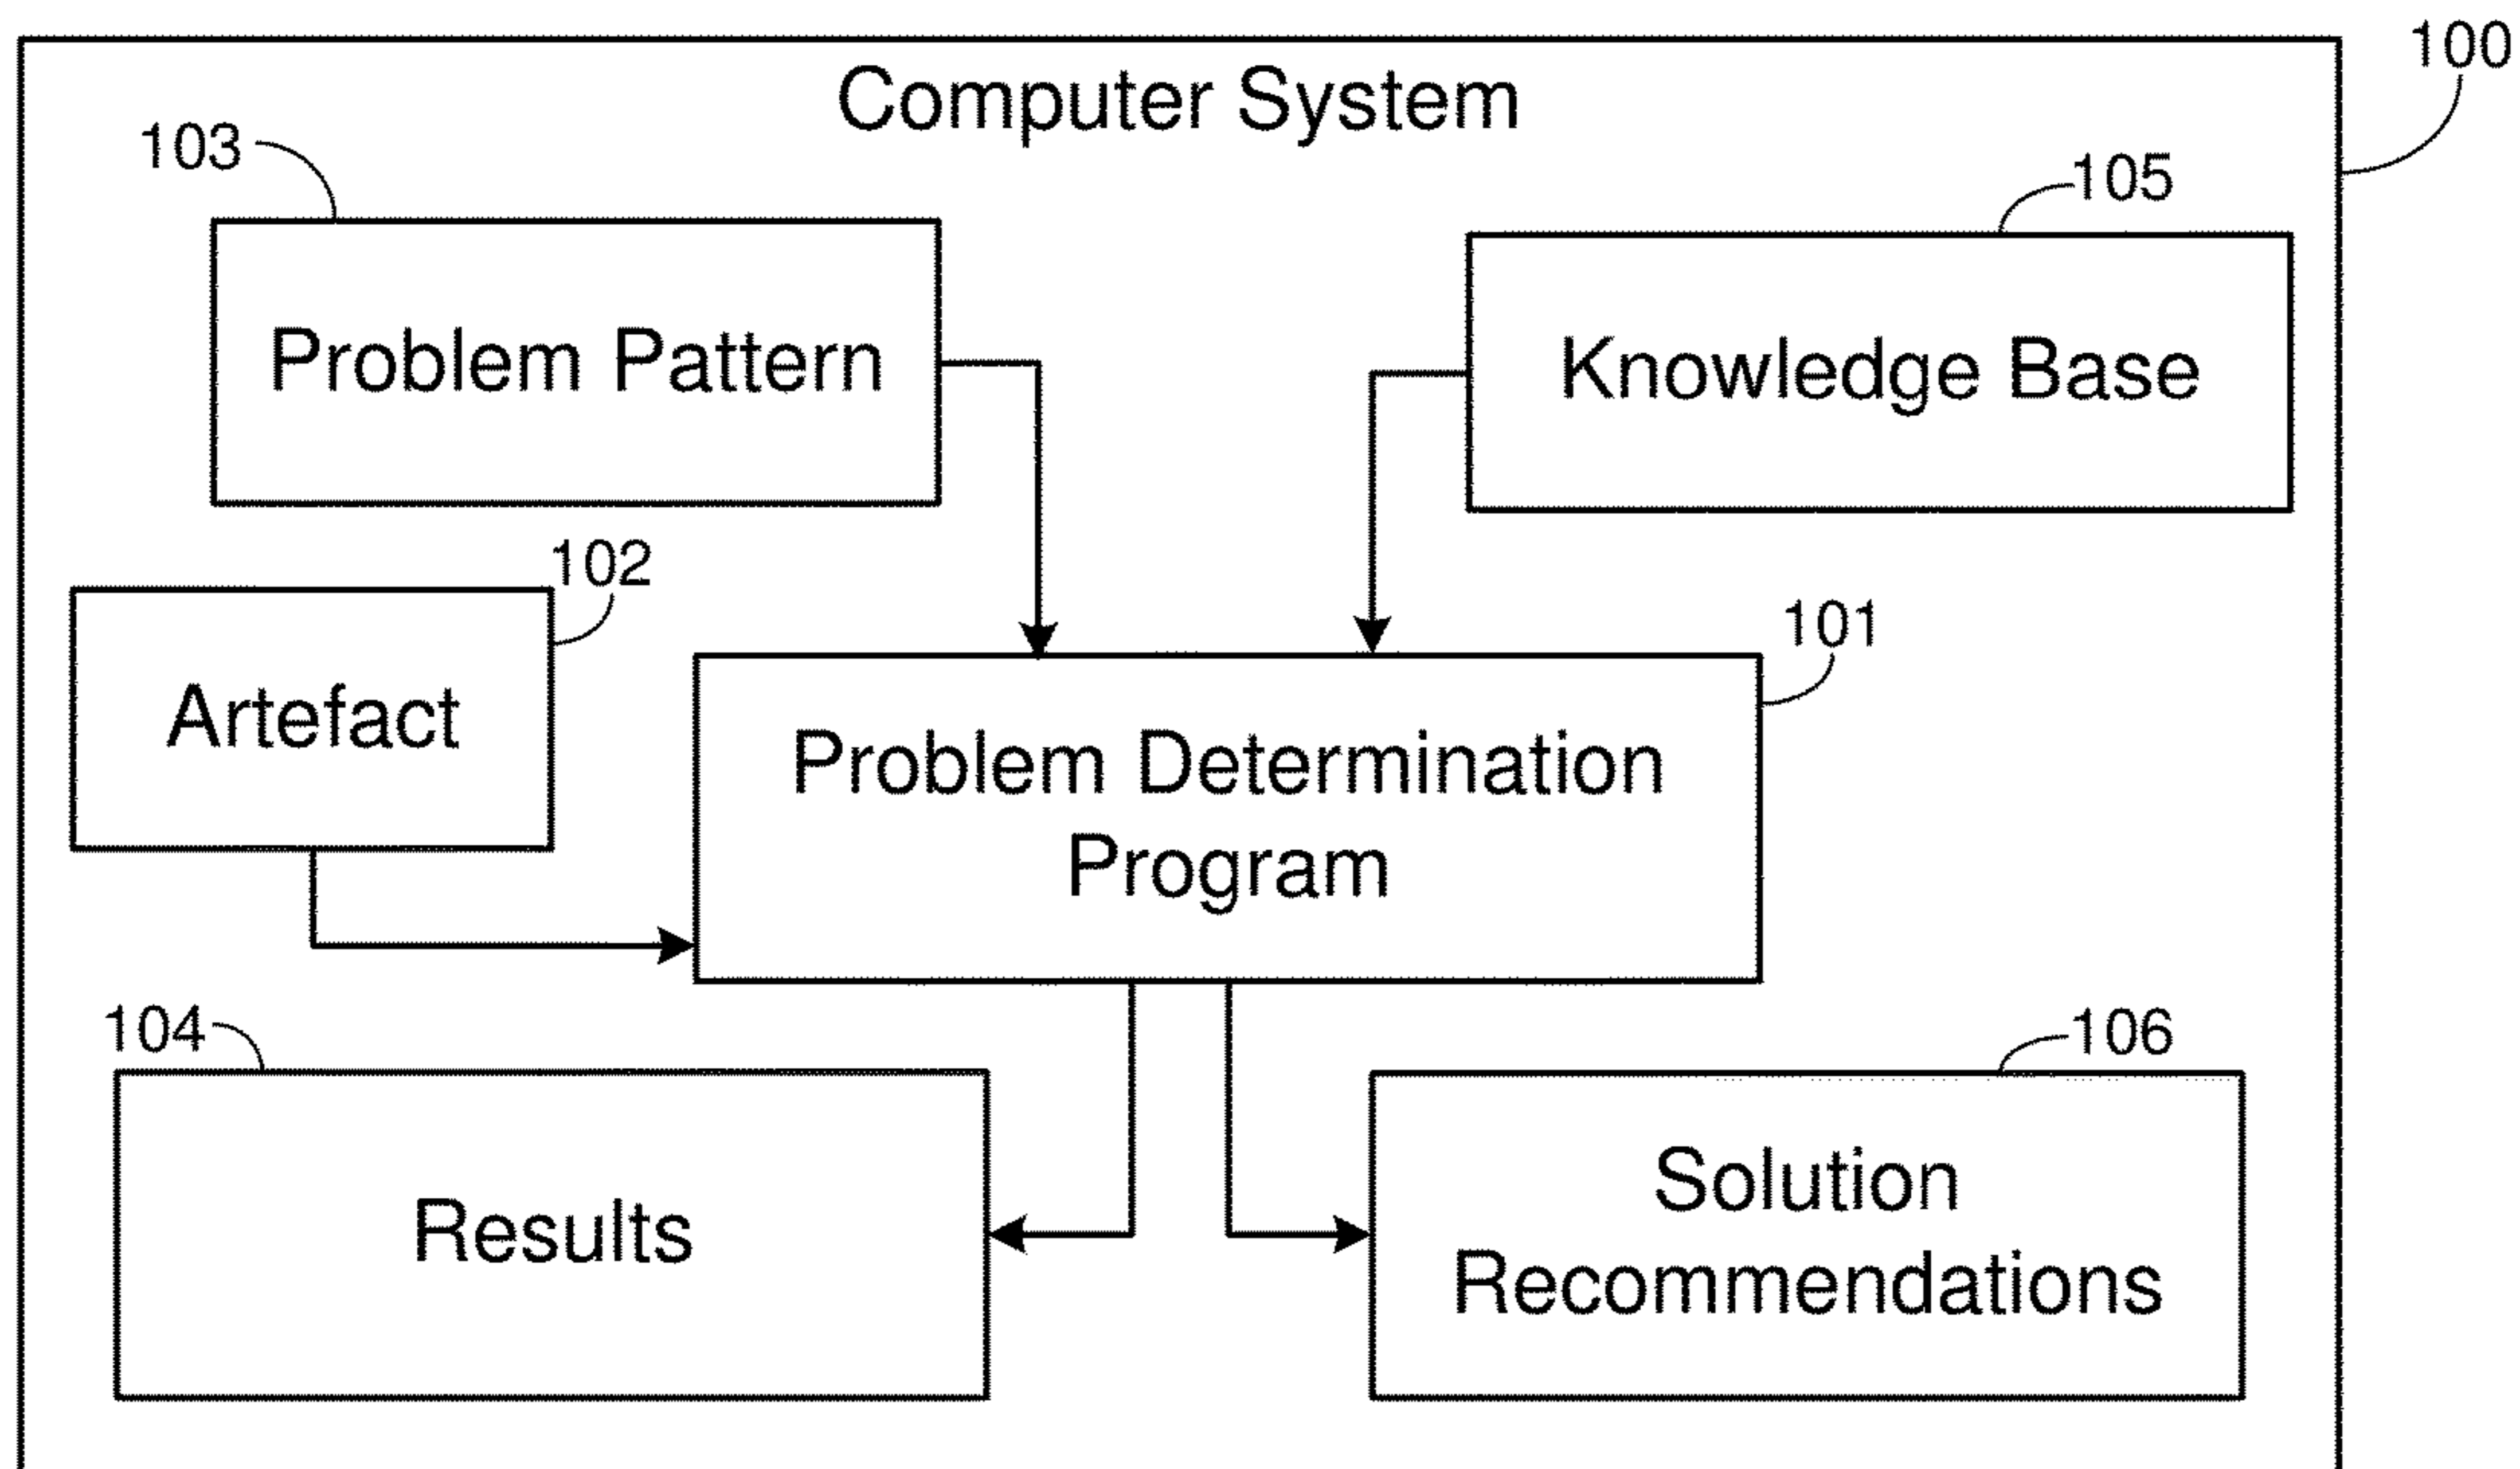 100
Computer System
103
105
Problem Pattern
Knowledge Base
102
101
Artefact
Problem Determination
Program
104
106
Results
Solution
Recommendations